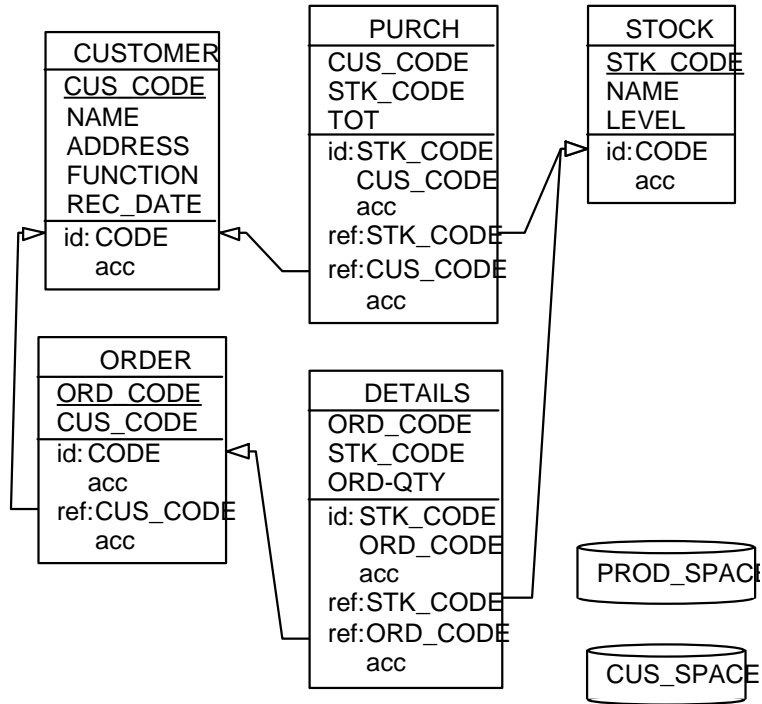 CUSTOMER
CUS_CODE
NAME
ADDRESS
FUNCTION
REC_DATE
id: CODE
acc
PURCH
CUS_CODE
STK_CODE
TOT
id:STK_CODE
CUS_CODE
acc
ref:STK_CODE
ref:CUS_CODE
acc
STOCK
STK_CODE
NAME
LEVEL
id:CODE
acc
ORDER
ORD_CODE
CUS_CODE
id: CODE
acc
ref:CUS_CODE
acc
DETAILS
ORD_CODE
STK_CODE
ORD-QTY
id: STK_CODE
ORD_CODE
acc
ref:STK_CODE
ref:ORD_CODE
acc
PROD_SPACE
CUS_SPACE